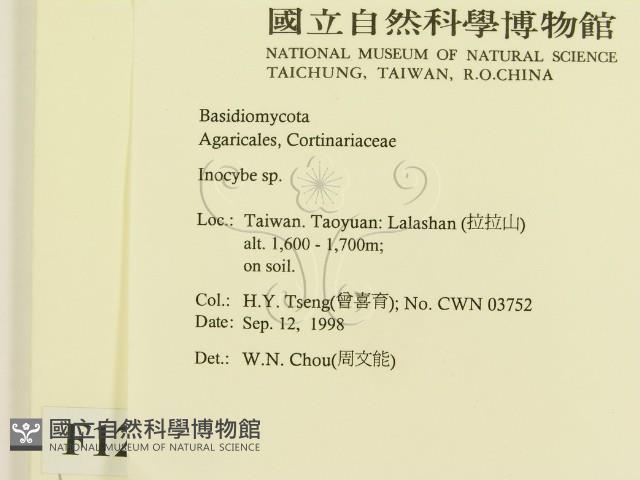 國立自然科學博物館
NATIONAL MUSEUM OF NATURAL SCIENCE
TAICHUNG, TAIWAN, R.O.CHINA
Basidiomycota
Agaricales, Cortinariaceae
Inocybe sp.
Loc.: Taiwan. Taoyuan: Lalashan (拉拉山)
alt. 1,600 - 1,700m;
on soil.
Col.: H.Y. Tseng(曾喜育); No. CWN 03752
Date: Sep. 12, 1998
Det.: W.N. Chou(周文能)
國立自然科學博物館
NATIONAL MUSEUM OF NATURAL SCIENCE